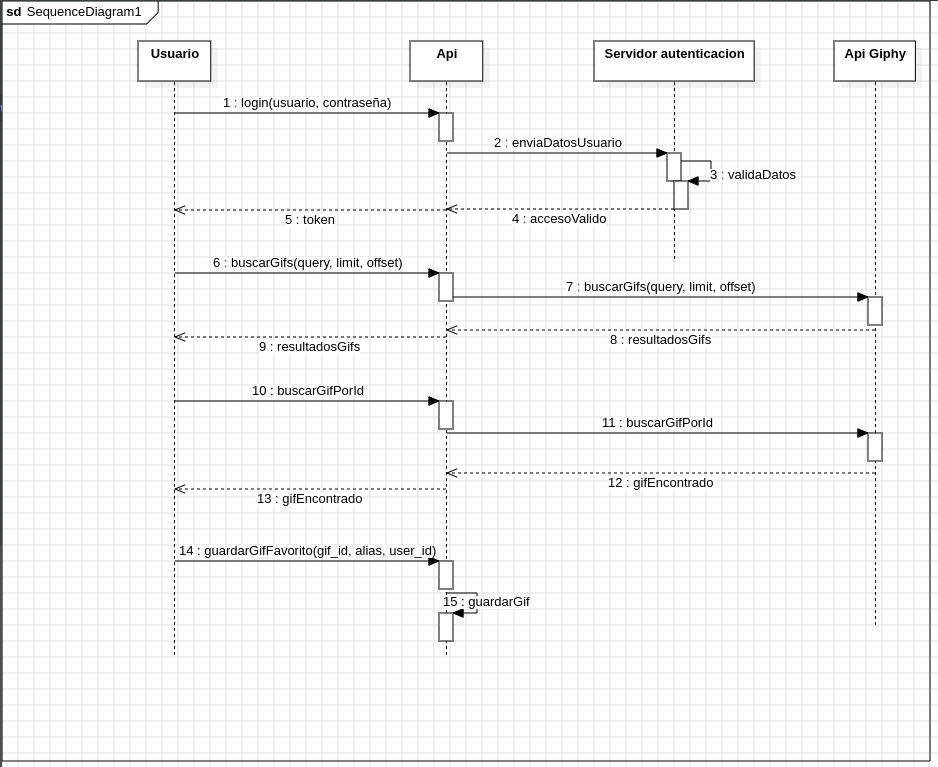 sd SequenceDiagram1
Usuario
Api
Servidor autenticacion
Api Giphy
1 : login(usuario, contraseña)
2 : enviaDatosUsuario
3 : validaDatos
4 : accesoValido
5 : token
6 : buscarGifs(query, limit, offset)
7 : buscarGifs(query, limit, offset)
8 : resultadosGifs
9 : resultadosGifs
10 : buscarGifPorId
11 : buscarGifPorId
12 : gifEncontrado
13 : gifEncontrado
14 : guardarGifFavorito(gif_id, alias, user_id)
15 : guardarGif